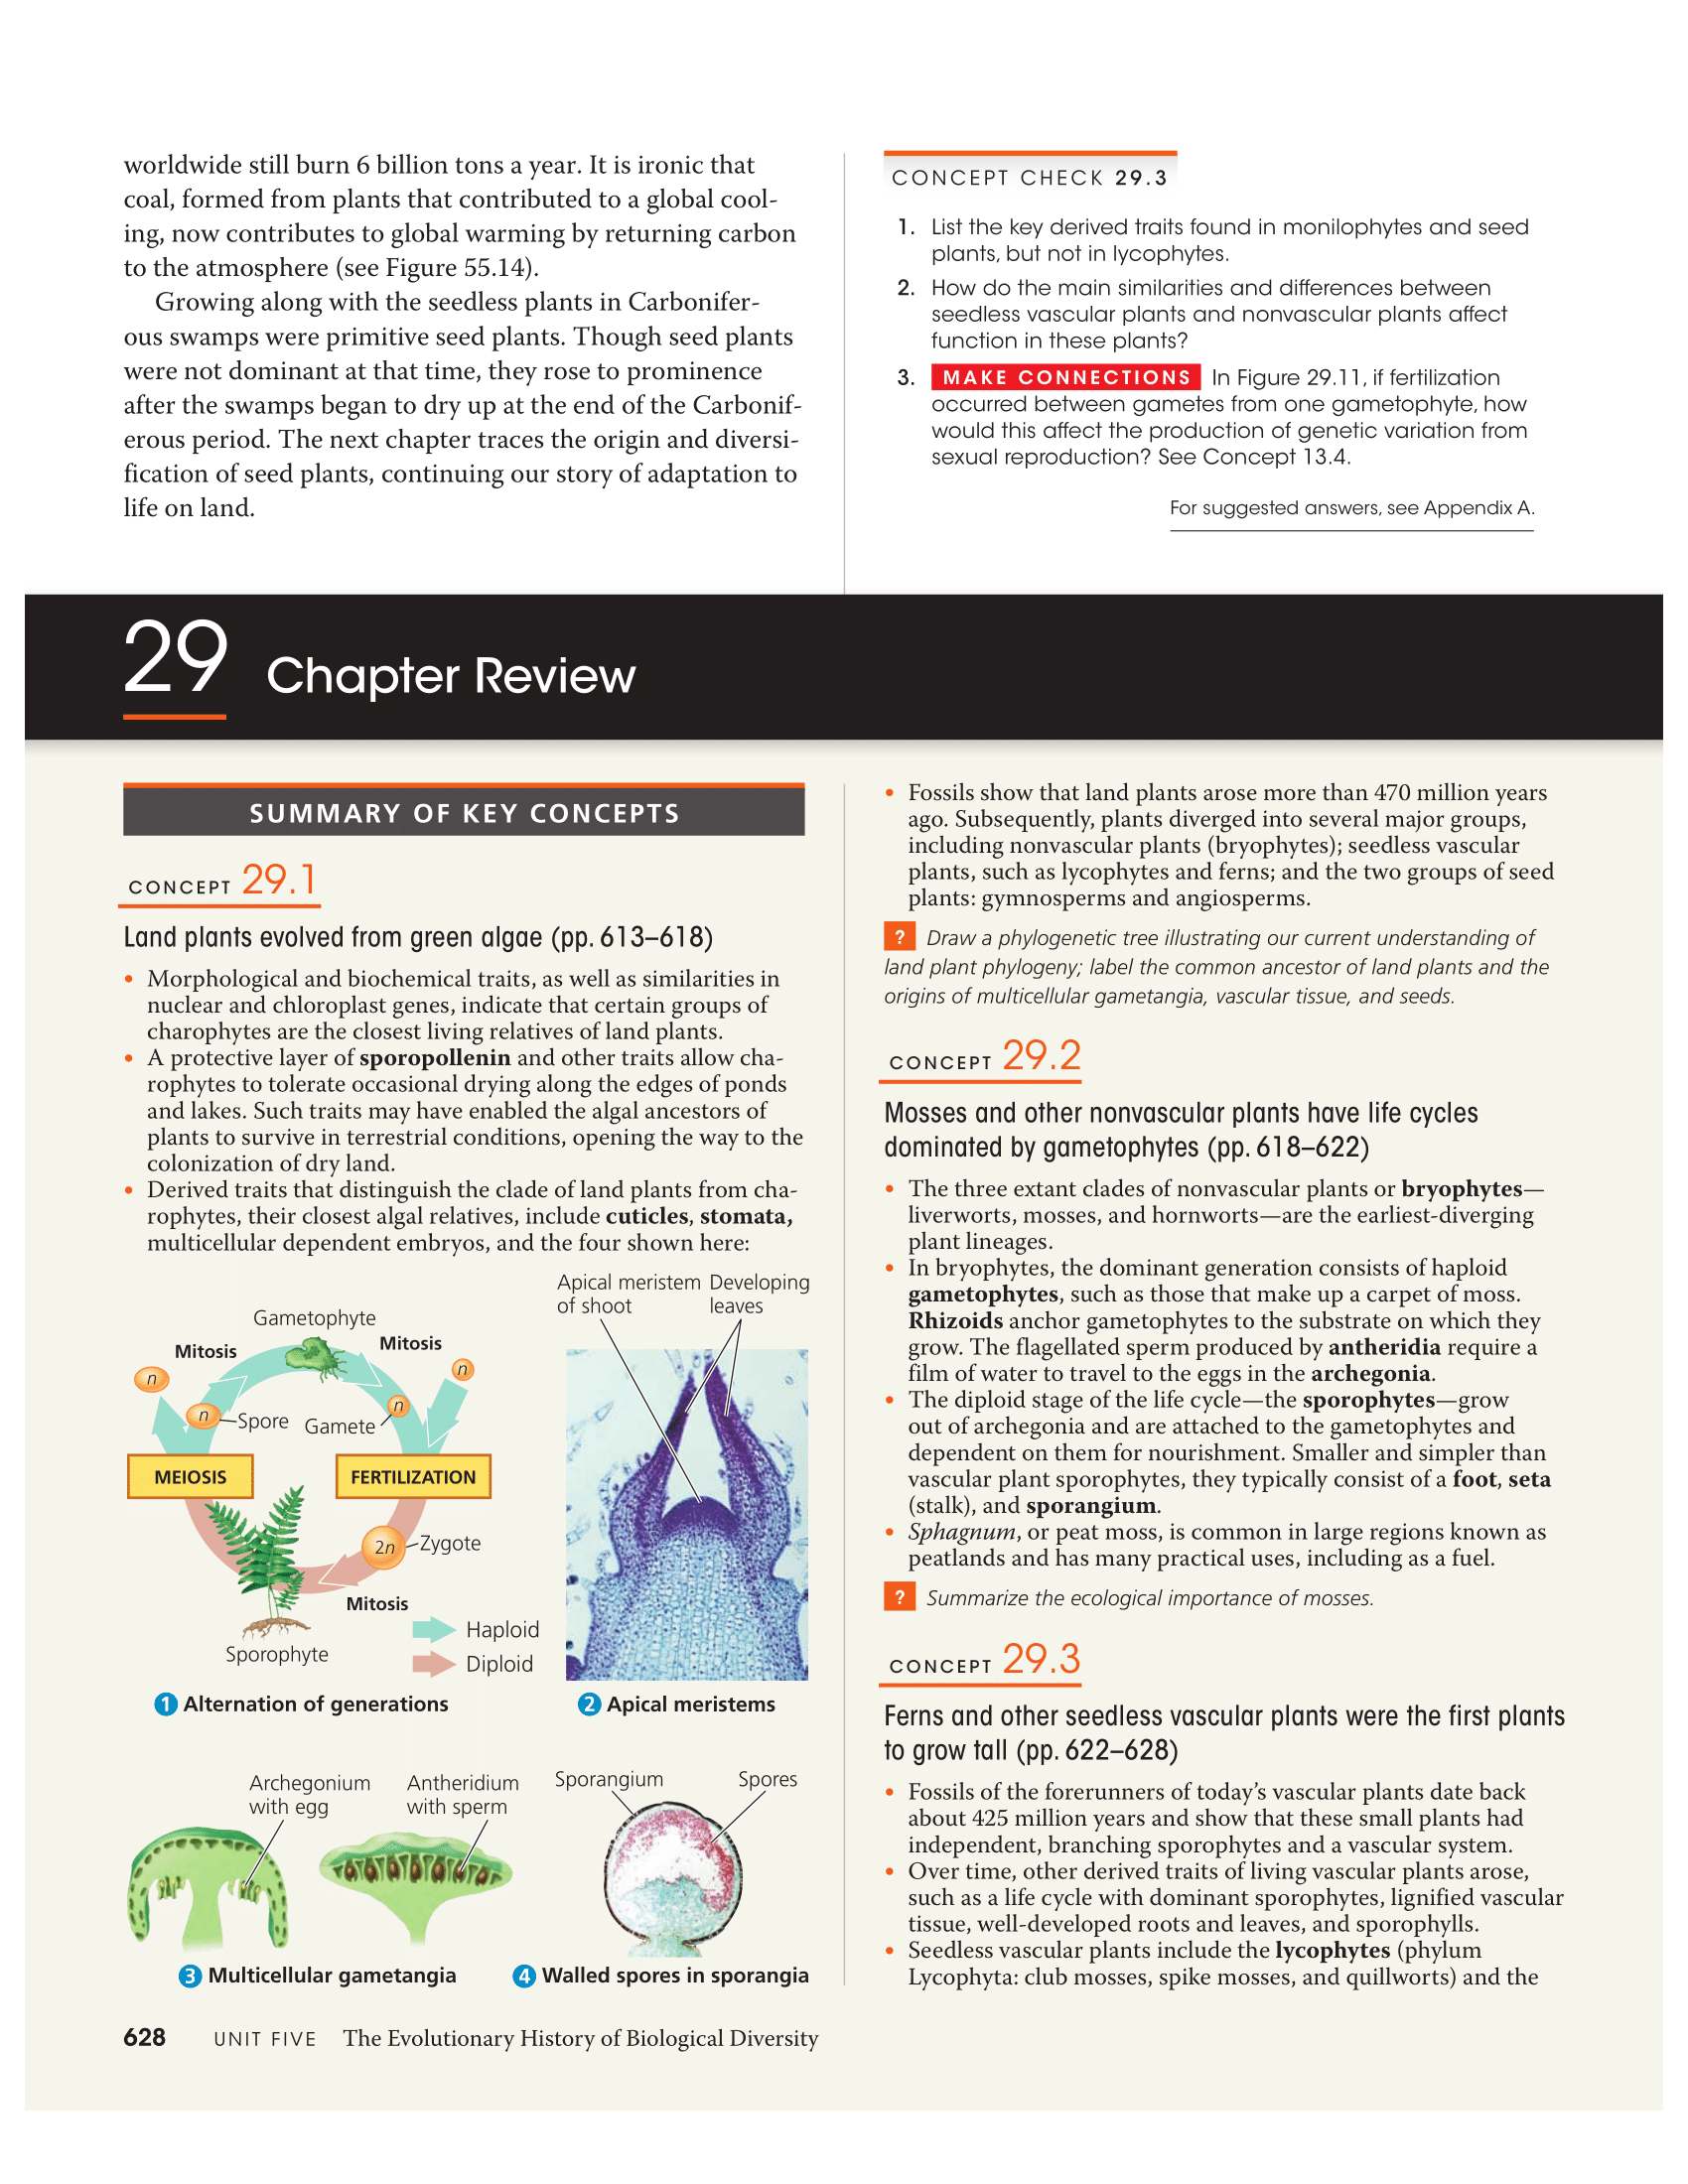 worldwide still burn 6 billion tons a year. It is ironic that
coal, formed from plants that contributed to a global cool-
ing, now contributes to global warming by returning carbon
to the atmosphere (see Figure 55.14).
Growing along with the seedless plants in Carbonifer-
ous swamps were primitive seed plants. Though seed plants
were not dominant at that time, they rose to prominence
after the swamps began to dry up at the end of the Carbonif-
erous period. The next chapter traces the origin and diversi-
fication of seed plants, continuing our story of adaptation to
life on land.
CONCEPT CHECK 29.3
1. List the key derived traits found in monilophytes and seed
plants, but not in lycophytes.
2. How do the main similarities and differences between
seedless vascular plants and nonvascular plants affect
function in these plants?
3. MAKE CONNECTIONS In Figure 29.11, if fertilization
occurred between gametes from one gametophyte, how
would this affect the production of genetic variation from
sexual reproduction? See Concept 13.4.
For suggested answers, see Appendix A.
29 Chapter Review
SUMMARY OF KEY CONCEPTS
CONCEPT 29.1
Land plants evolved from green algae (pp. 613–618)
• Morphological and biochemical traits, as well as similarities in
nuclear and chloroplast genes, indicate that certain groups of
charophytes are the closest living relatives of land plants.
• A protective layer of sporopollenin and other traits allow cha-
rophytes to tolerate occasional drying along the edges of ponds
and lakes. Such traits may have enabled the algal ancestors of
plants to survive in terrestrial conditions, opening the way to the
colonization of dry land.
• Derived traits that distinguish the clade of land plants from cha-
rophytes, their closest algal relatives, include cuticles, stomata,
multicellular dependent embryos, and the four shown here:
Gametophyte
Mitosis
Mitosis
n
n
n
Spore
Gamete
n
MEIOSIS
FERTILIZATION
2n
Zygote
Mitosis
Sporophyte
Haploid
Diploid
1 Alternation of generations
Apical meristem
of shoot
Developing
leaves
2 Apical meristems
Archegonium
with egg
Antheridium
with sperm
3 Multicellular gametangia
Sporangium
Spores
4 Walled spores in sporangia
• Fossils show that land plants arose more than 470 million years
ago. Subsequently, plants diverged into several major groups,
including nonvascular plants (bryophytes); seedless vascular
plants, such as lycophytes and ferns; and the two groups of seed
plants: gymnosperms and angiosperms.
? Draw a phylogenetic tree illustrating our current understanding of
land plant phylogeny; label the common ancestor of land plants and the
origins of multicellular gametangia, vascular tissue, and seeds.
CONCEPT 29.2
Mosses and other nonvascular plants have life cycles
dominated by gametophytes (pp. 618–622)
• The three extant clades of nonvascular plants or bryophytes—
liverworts, mosses, and hornworts—are the earliest-diverging
plant lineages.
• In bryophytes, the dominant generation consists of haploid
gametophytes, such as those that make up a carpet of moss.
Rhizoids anchor gametophytes to the substrate on which they
grow. The flagellated sperm produced by antheridia require a
film of water to travel to the eggs in the archegonia.
• The diploid stage of the life cycle—the sporophytes—grow
out of archegonia and are attached to the gametophytes and
dependent on them for nourishment. Smaller and simpler than
vascular plant sporophytes, they typically consist of a foot, seta
(stalk), and sporangium.
• Sphagnum, or peat moss, is common in large regions known as
peatlands and has many practical uses, including as a fuel.
? Summarize the ecological importance of mosses.
CONCEPT 29.3
Ferns and other seedless vascular plants were the first plants
to grow tall (pp. 622–628)
• Fossils of the forerunners of today’s vascular plants date back
about 425 million years and show that these small plants had
independent, branching sporophytes and a vascular system.
• Over time, other derived traits of living vascular plants arose,
such as a life cycle with dominant sporophytes, lignified vascular
tissue, well-developed roots and leaves, and sporophylls.
• Seedless vascular plants include the lycophytes (phylum
Lycophyta: club mosses, spike mosses, and quillworts) and the
628 UNIT FIVE The Evolutionary History of Biological Diversity